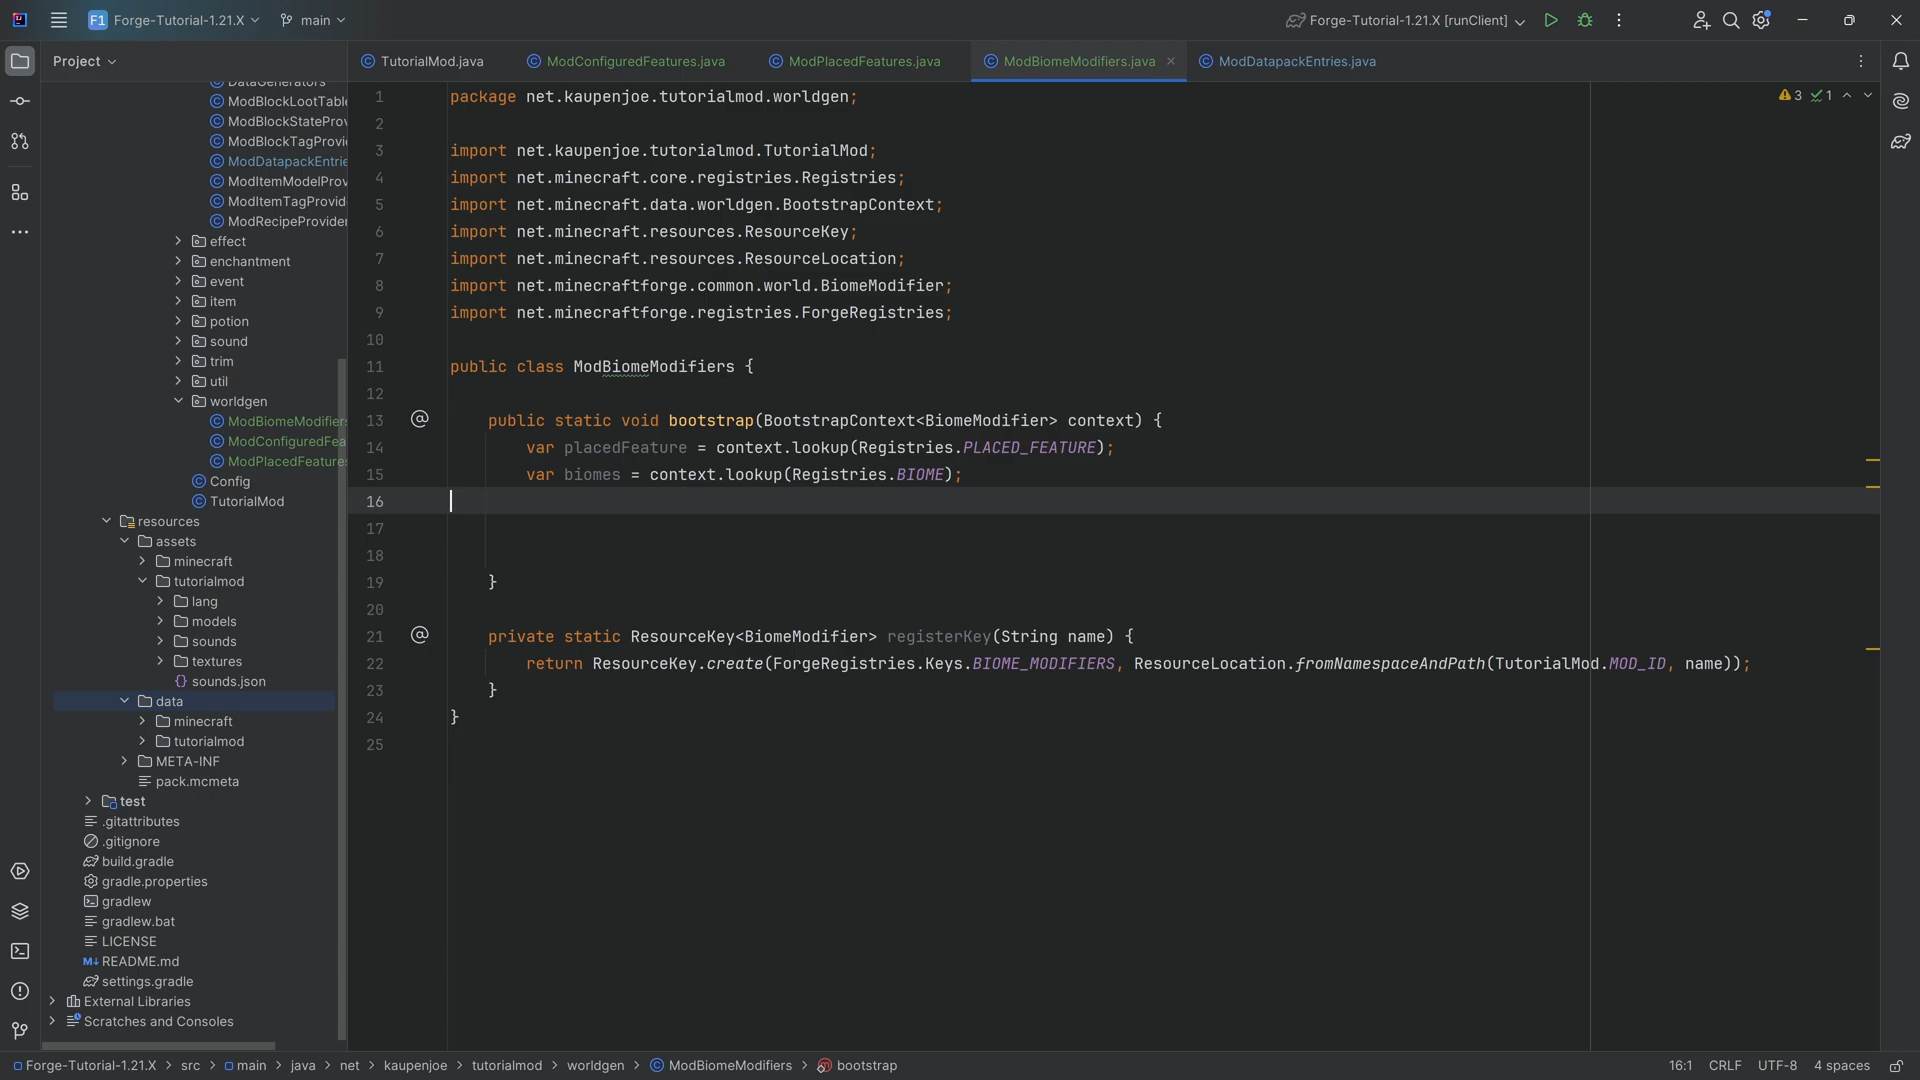 F1 Forge-Tutorial-1.21.X main
Forge-Tutorial-1.21.X [runClient]
Project
TutorialMod.java
ModConfiguredFeatures.java
ModPlacedFeatures.java
ModBiomeModifiers.java
ModDatapackEntries.java
DataGenerators
ModBlockLootTable
ModBlockStateProv
ModBlockTagProvi
ModDatapackEntrie
ModItemModelProv
ModItemTagProvid
ModRecipeProvider
effect
enchantment
event
item
potion
sound
trim
util
worldgen
ModBiomeModifiers
ModConfiguredFea
ModPlacedFeatures
Config
TutorialMod
resources
assets
minecraft
tutorialmod
lang
models
sounds
textures
sounds.json
data
minecraft
tutorialmod
META-INF
pack.mcmeta
test
.gitattributes
.gitignore
build.gradle
gradle.properties
gradlew
gradlew.bat
LICENSE
README.md
settings.gradle
External Libraries
Scratches and Consoles
3 1
1 package net.kaupenjoe.tutorialmod.worldgen;
2
3 import net.kaupenjoe.tutorialmod.TutorialMod;
4 import net.minecraft.core.registries.Registries;
5 import net.minecraft.data.worldgen.BootstrapContext;
6 import net.minecraft.resources.ResourceKey;
7 import net.minecraft.resources.ResourceLocation;
8 import net.minecraftforge.common.world.BiomeModifier;
9 import net.minecraftforge.registries.ForgeRegistries;
10
11 public class ModBiomeModifiers {
12
13 public static void bootstrap(BootstrapContext<BiomeModifier> context) {
14 var placedFeature = context.lookup(Registries.PLACED_FEATURE);
15 var biomes = context.lookup(Registries.BIOME);
16
17
18
19 }
20
21 private static ResourceKey<BiomeModifier> registerKey(String name) {
22 return ResourceKey.create(ForgeRegistries.Keys.BIOME_MODIFIERS, ResourceLocation.fromNamespaceAndPath(TutorialMod.MOD_ID, name));
23 }
24 }
25
Forge-Tutorial-1.21.X > src > main > java > net > kaupenjoe > tutorialmod > worldgen > ModBiomeModifiers > bootstrap
16:1 CRLF UTF-8 4 spaces